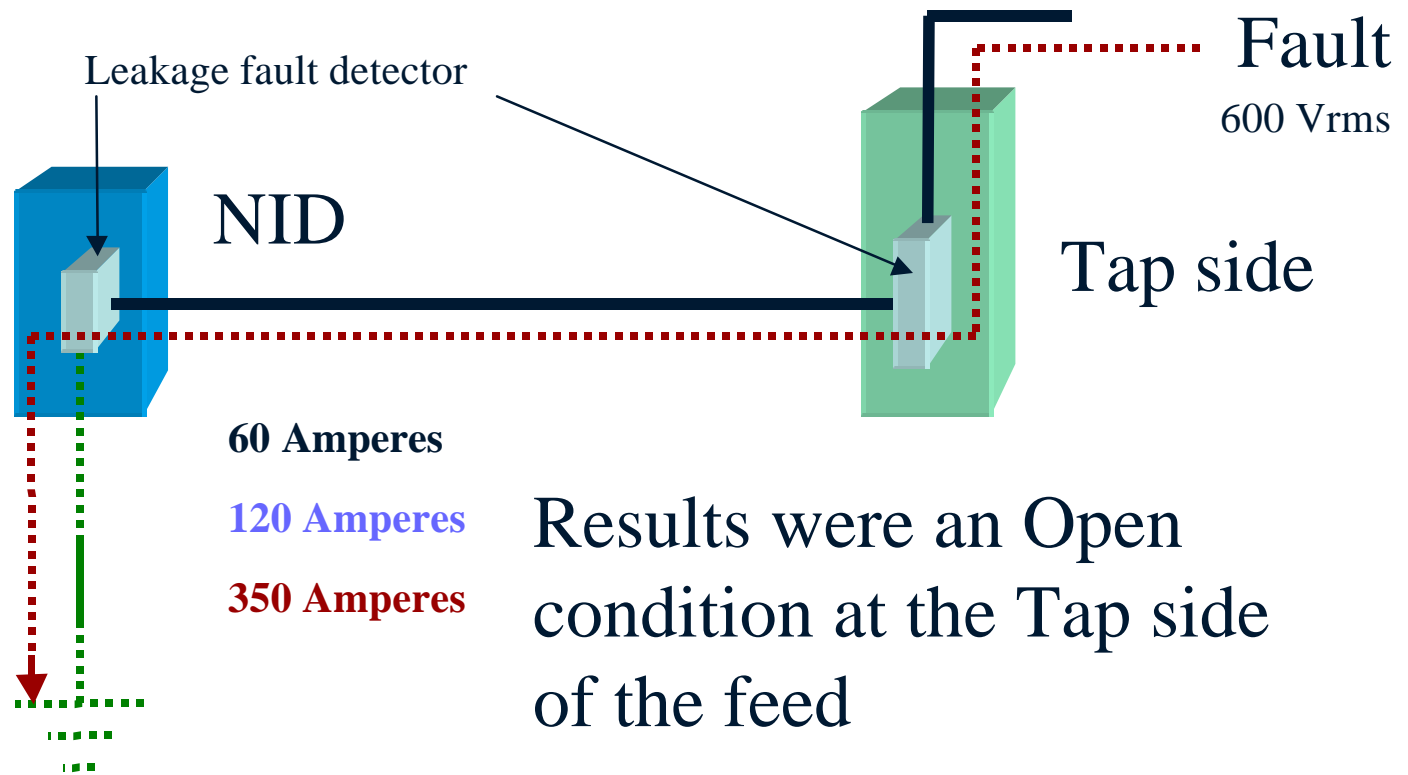 Fault
Leakage fault detector
600 Vrms
NID
Tap side
60 Amperes
120 Amperes
350 Amperes
Results were an Open
condition at the Tap side
of the feed